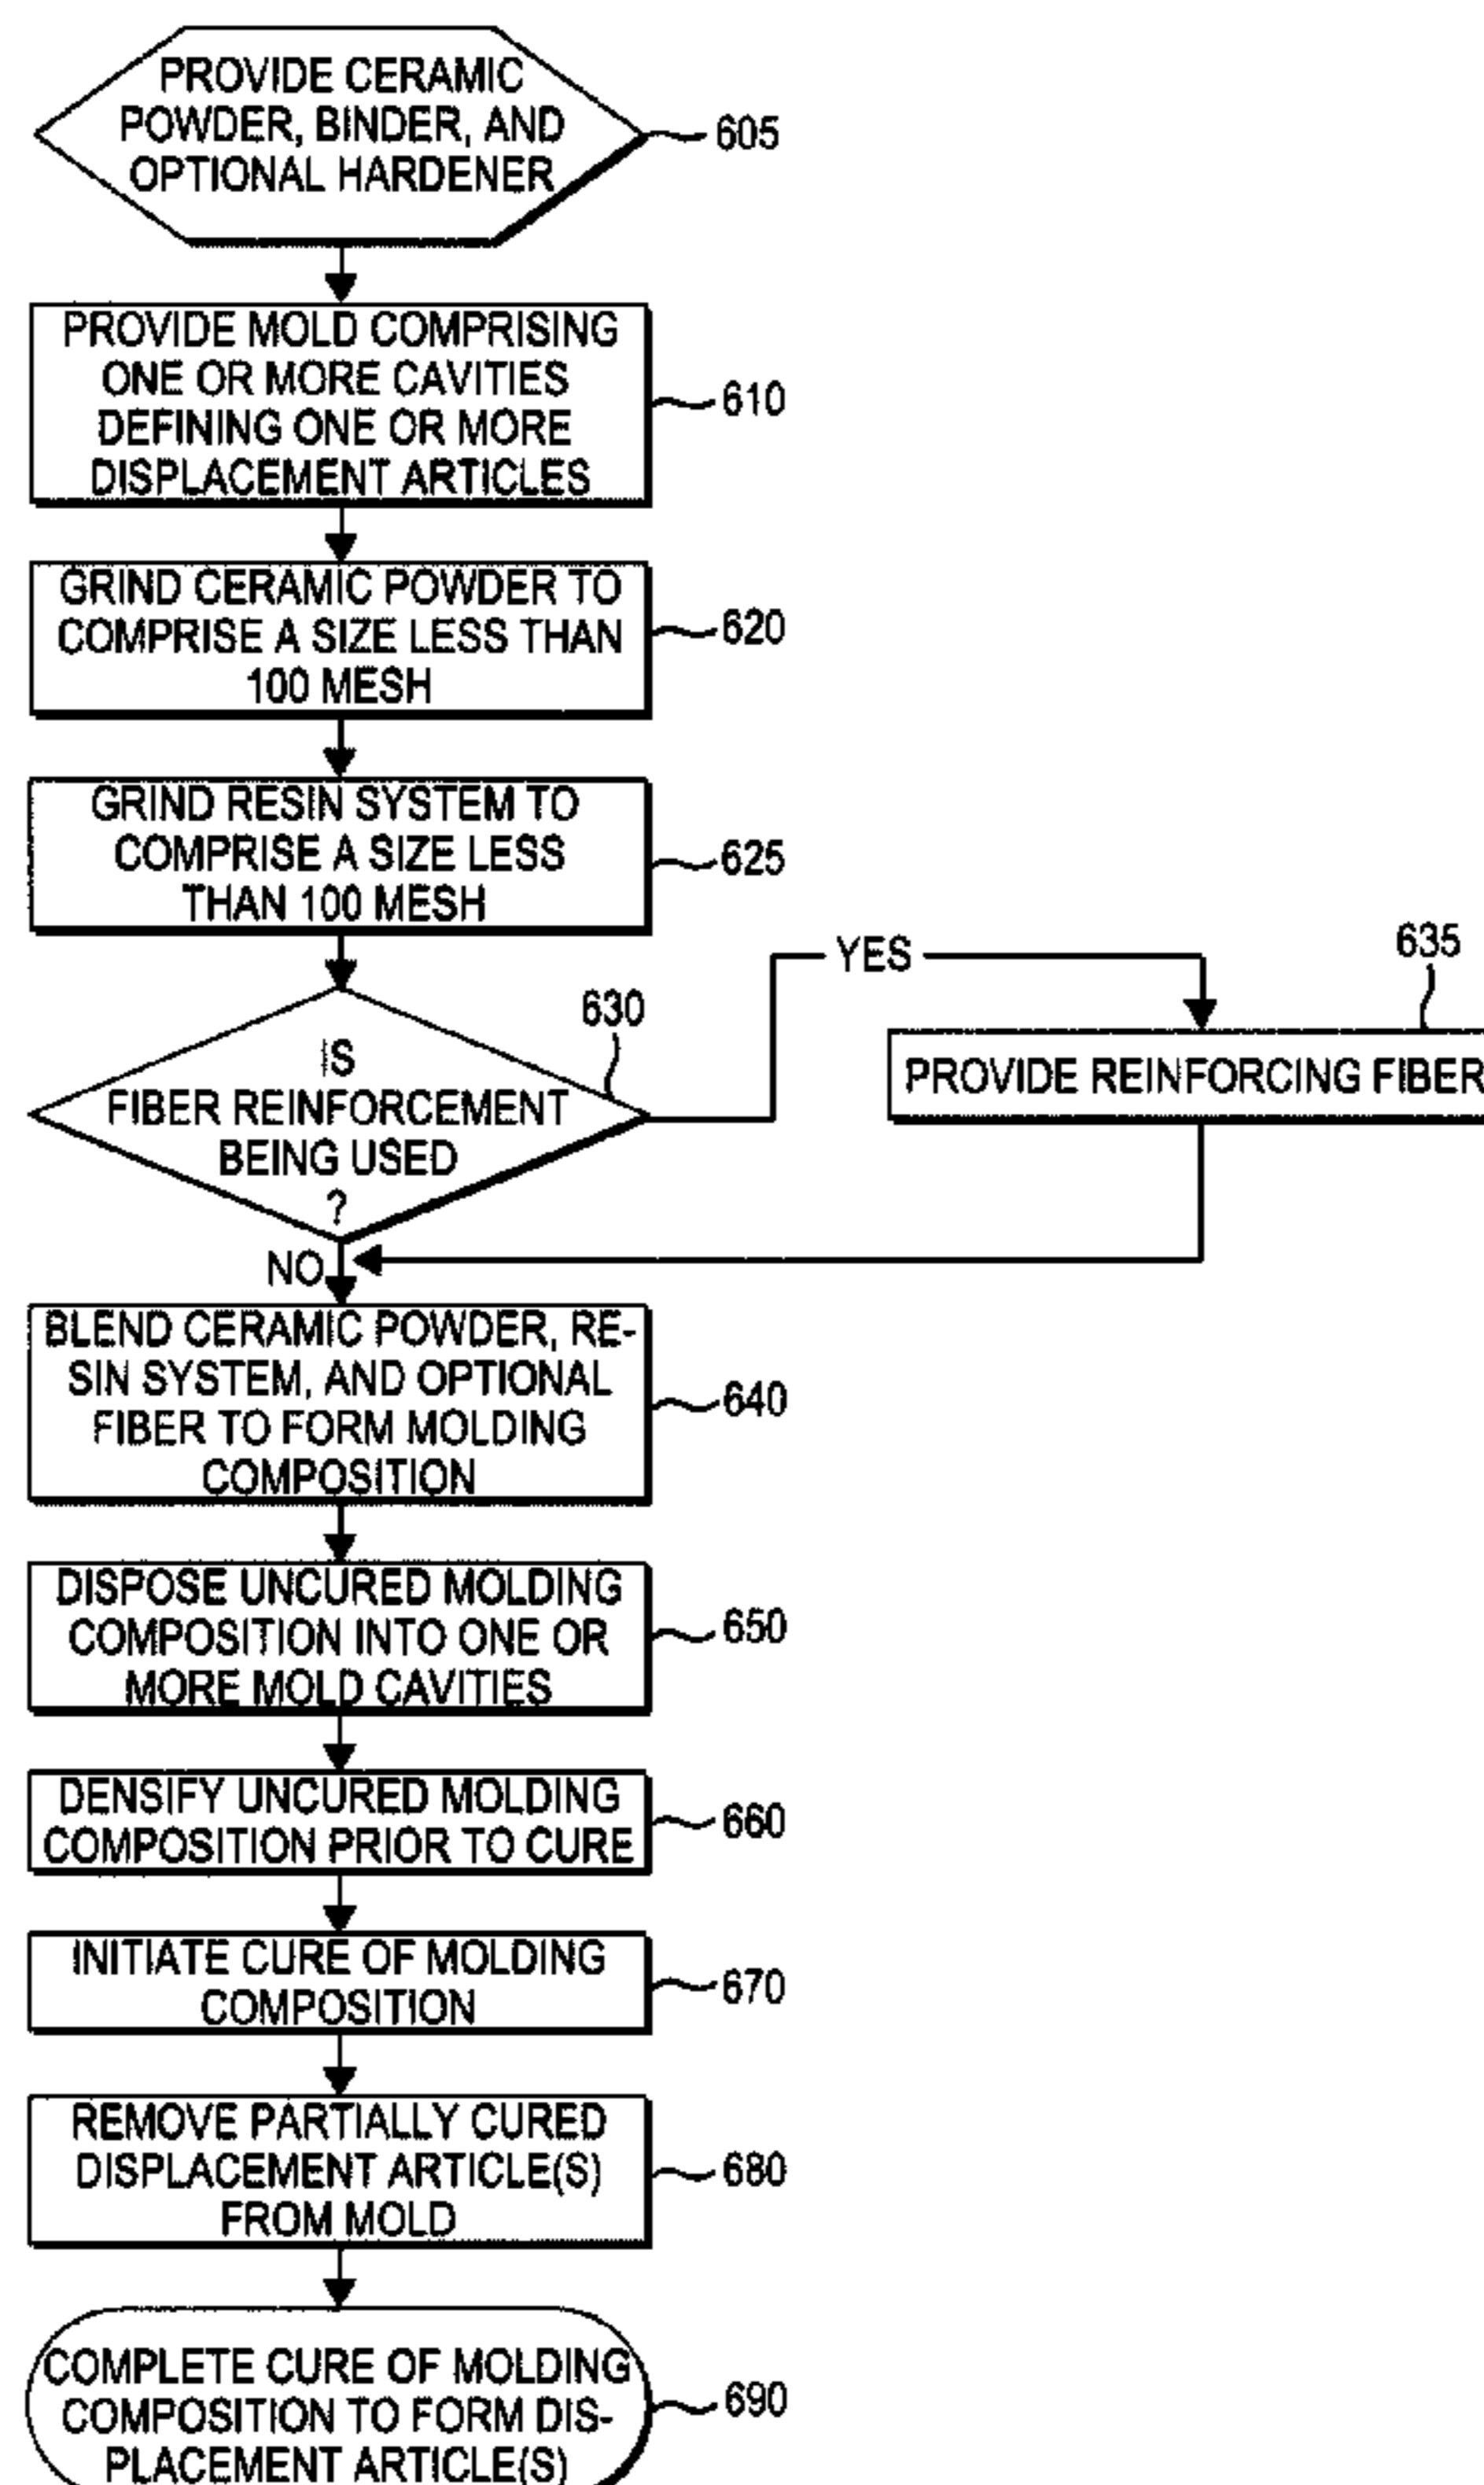 PROVIDE CERAMIC
POWDER, BINDER, AND
OPTIONAL HARDENER
605
PROVIDE MOLD COMPRISING
ONE OR MORE CAVITIES
DEFINING ONE OR MORE
DISPLACEMENT ARTICLES
610
GRIND CERAMIC POWDER TO
COMPRISE A SIZE LESS THAN
100 MESH
620
GRIND RESIN SYSTEM TO
COMPRISE A SIZE LESS
THAN 100 MESH
625
IS
FIBER REINFORCEMENT
BEING USED
?
630
YES
635
PROVIDE REINFORCING FIBER
NO
BLEND CERAMIC POWDER, RE-
SIN SYSTEM, AND OPTIONAL
FIBER TO FORM MOLDING
COMPOSITION
640
DISPOSE UNCURED MOLDING
COMPOSITION INTO ONE OR
MORE MOLD CAVITIES
650
DENSIFY UNCURED MOLDING
COMPOSITION PRIOR TO CURE
660
INITIATE CURE OF MOLDING
COMPOSITION
670
REMOVE PARTIALLY CURED
DISPLACEMENT ARTICLE(S)
FROM MOLD
680
COMPLETE CURE OF MOLDING
COMPOSITION TO FORM DIS-
PLACEMENT ARTICLE(S)
690